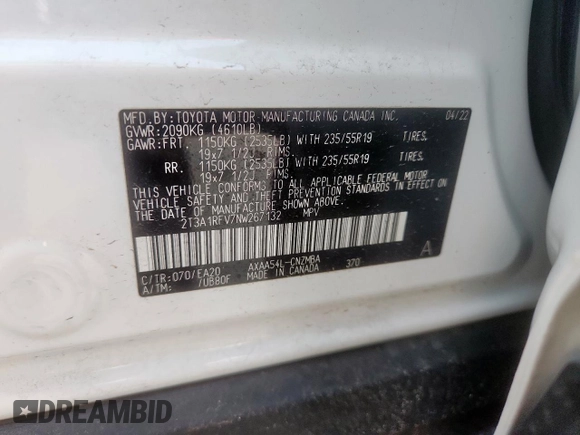 MFD.BY:TOYOTA MOTOR MANUFACTURING CANADA INC. 04/22
GVWR:2090KG (4610LB)
GAWR:FRT. 1150KG (2535LB) WITH 235/55R19
19x7 1/2J RIMS.
RR. 1150KG (2535LB) WITH 235/55R19
19x7 1/2J RIMS.
THIS VEHICLE CONFORMS TO ALL APPLICABLE FEDERAL MOTOR
VEHICLE SAFETY AND THEFT PREVENTION STANDARDS IN EFFECT
ON THE DATE OF MANUFACTURE SHOWN ABOVE.
2T3A1RFV7NW267132 MPV
A
C/TR:070/EA20 AXAA54L-CNZMBA 370
A/TM: /UB80F MADE IN CANADA
DREAMBID